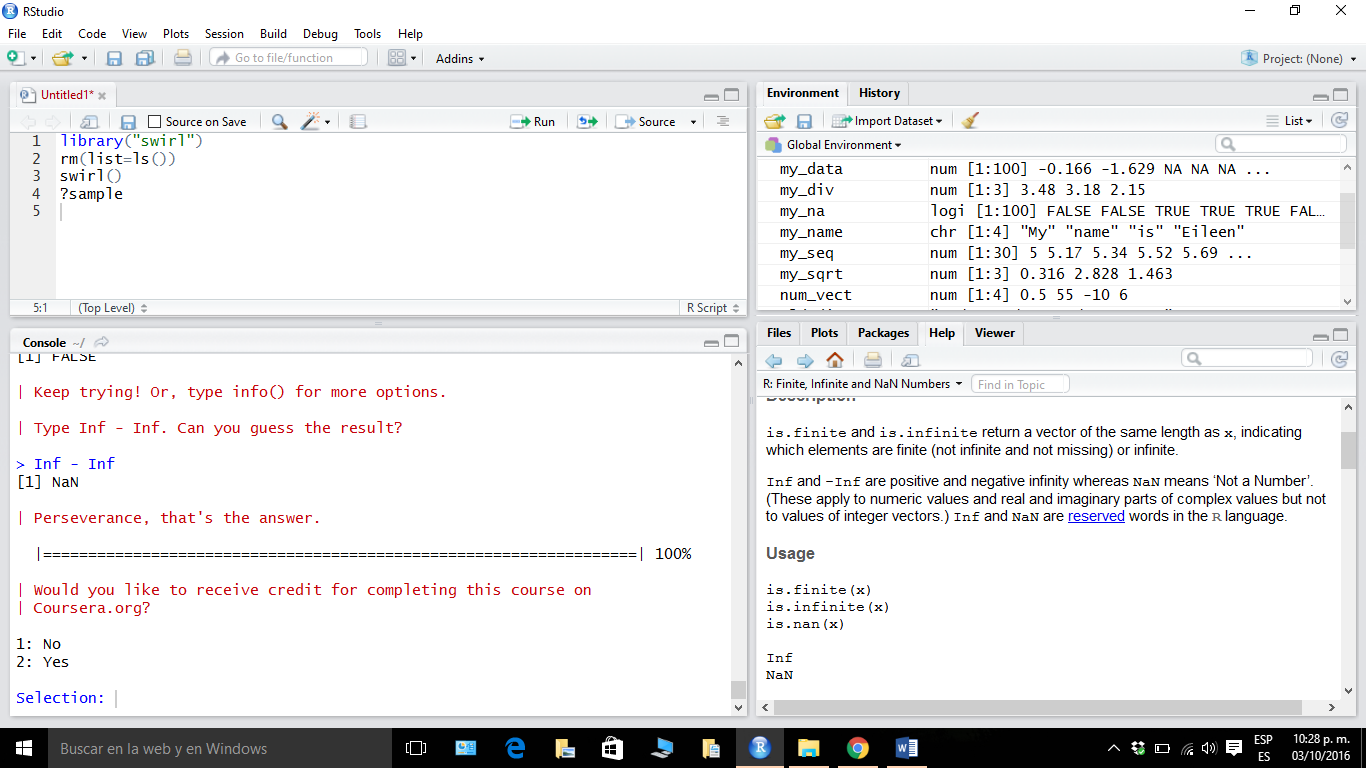 RStudio
File Edit Code View Plots Session Build Debug Tools Help
Go to file/function Addins Project: (None)
Untitled1*
Source on Save Run Source
1 library("swirl")
2 rm(list=ls())
3 swirl()
4 ?sample
5
5:1 (Top Level) R Script
Console ~/
[1] FALSE
| Keep trying! Or, type info() for more options.
| Type Inf - Inf. Can you guess the result?
> Inf - Inf
[1] NaN
| Perseverance, that's the answer.
|===================================================================| 100%
| Would you like to receive credit for completing this course on
| Coursera.org?
1: No
2: Yes
Selection:
Environment History
Import Dataset List
Global Environment
my_data num [1:100] -0.166 -1.629 NA NA NA ...
my_div num [1:3] 3.48 3.18 2.15
my_na logi [1:100] FALSE FALSE TRUE TRUE TRUE FAL...
my_name chr [1:4] "My" "name" "is" "Eileen"
my_seq num [1:30] 5 5.17 5.34 5.52 5.69 ...
my_sqrt num [1:3] 0.316 2.828 1.463
num_vect num [1:4] 0.5 55 -10 6
Files Plots Packages Help Viewer
R: Finite, Infinite and NaN Numbers Find in Topic
Description
is.finite and is.infinite return a vector of the same length as x, indicating
which elements are finite (not infinite and not missing) or infinite.
Inf and -Inf are positive and negative infinity whereas NaN means ‘Not a Number’.
(These apply to numeric values and real and imaginary parts of complex values but not
to values of integer vectors.) Inf and NaN are reserved words in the R language.
Usage
is.finite(x)
is.infinite(x)
is.nan(x)
Inf
NaN
Buscar en la web y en Windows
ESP
ES
10:28 p. m.
03/10/2016